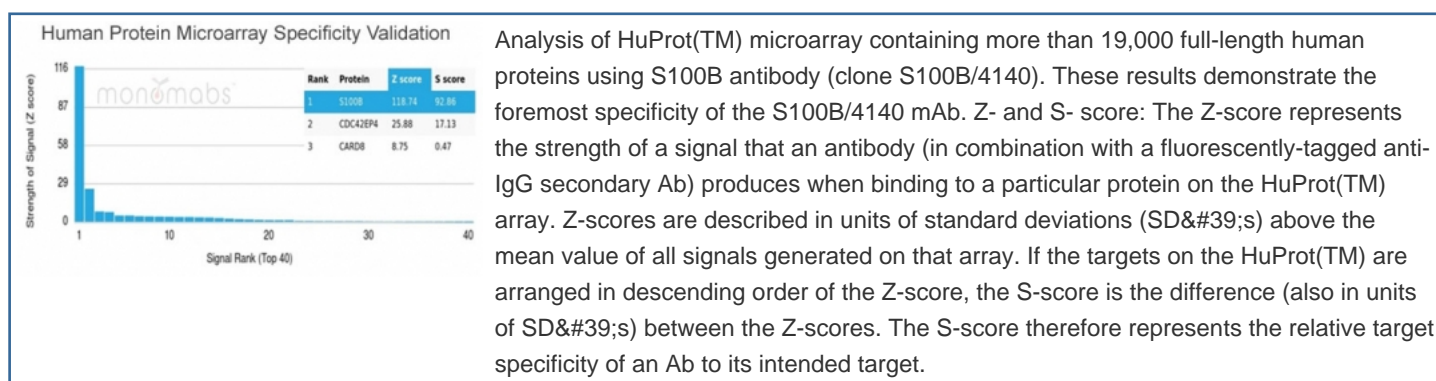 Human Protein Microarray Specificity Validation
116
87
58
29
0
Strength of Signal (Z score)
monomabs
Rank Protein Z score S score
1 S100B 118.74 92.86
2 CDC42EP4 25.88 17.13
3 CARD8 8.75 0.47
1 10 20 30 40
Signal Rank (Top 40)
Analysis of HuProt(TM) microarray containing more than 19,000 full-length human
proteins using S100B antibody (clone S100B/4140). These results demonstrate the
foremost specificity of the S100B/4140 mAb. Z- and S- score: The Z-score represents
the strength of a signal that an antibody (in combination with a fluorescently-tagged anti-
IgG secondary Ab) produces when binding to a particular protein on the HuProt(TM)
array. Z-scores are described in units of standard deviations (SD&#39;s) above the
mean value of all signals generated on that array. If the targets on the HuProt(TM) are
arranged in descending order of the Z-score, the S-score is the difference (also in units
of SD&#39;s) between the Z-scores. The S-score therefore represents the relative target
specificity of an Ab to its intended target.